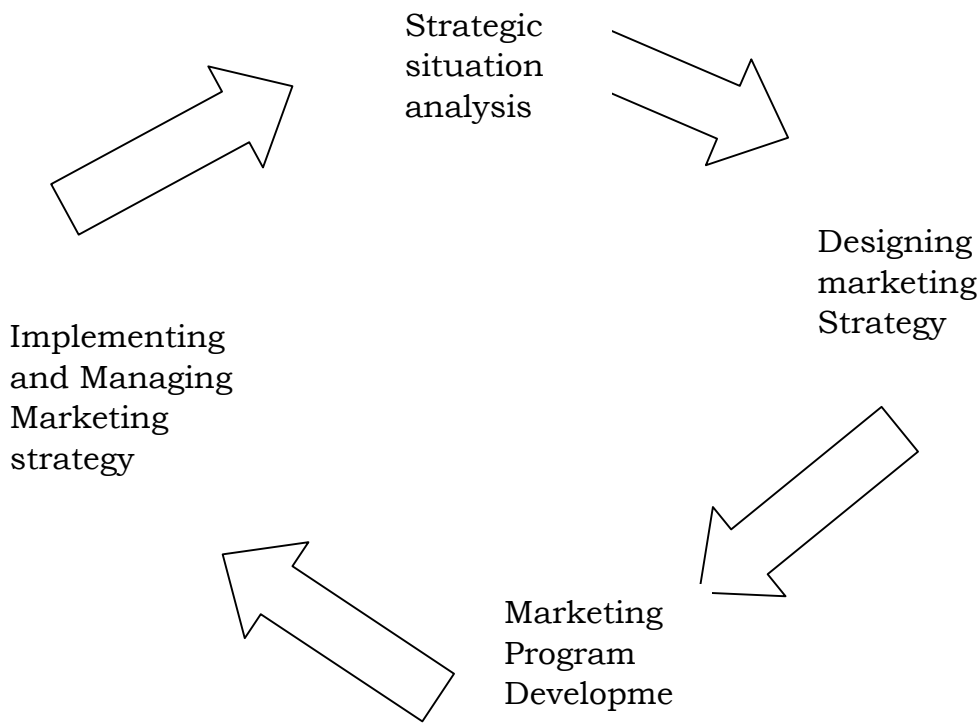 Strategic
situation
analysis
Designing
marketing
Strategy
Marketing
Program
Developme
Implementing
and Managing
Marketing
strategy